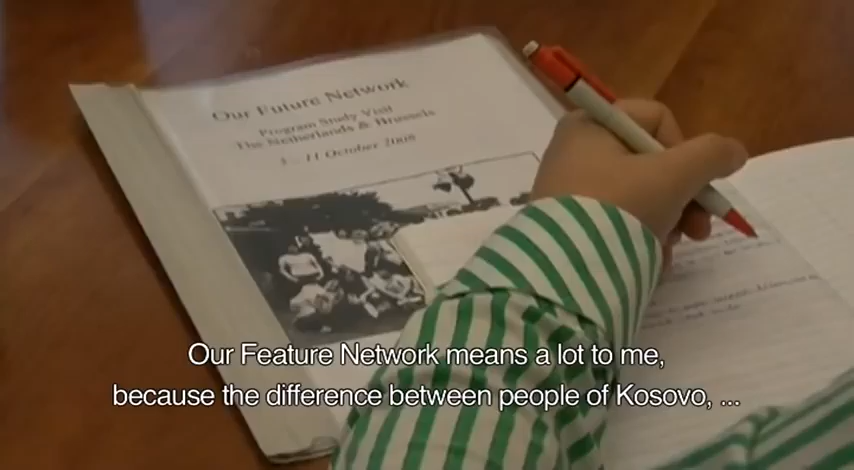 Our Future Network
Program Study Visit
The Netherlands & Brussels
5 - 11 October 2008
Our Feature Network means a lot to me,
because the difference between people of Kosovo, ...